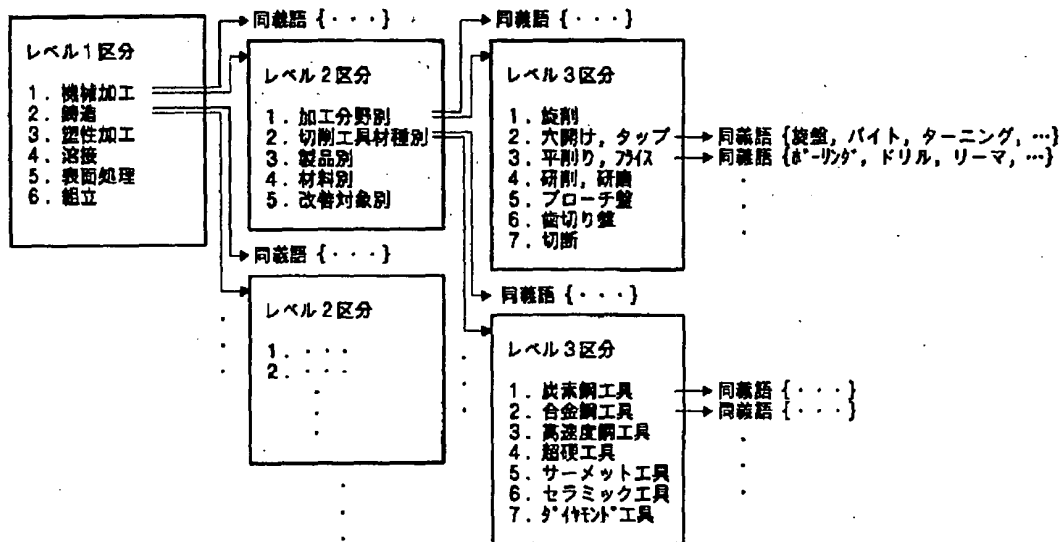 同義語 {・・・}
同義語 {・・・}
レベル1区分
1. 機械加工
2. 鋳造
3. 塑性加工
4. 溶接
5. 表面処理
6. 組立
レベル2区分
1. 加工分野別
2. 切削工具材種別
3. 製品別
4. 材料別
5. 改善対象別
レベル3区分
1. 旋削
2. 穴開け, タップ
3. 平削り, フライス
4. 研削, 研磨
5. ブローチ盤
6. 歯切り盤
7. 切断
同義語 {旋盤, バイト, ターニング, …}
同義語 {ボーリング, ドリル, リーマ, …}
同義語 {・・・}
レベル2区分
1. ・・・・
2. ・・・・
同義語 {・・・}
レベル3区分
1. 炭素鋼工具
2. 合金鋼工具
3. 高速度鋼工具
4. 超硬工具
5. サーメット工具
6. セラミック工具
7. ダイヤモンド工具
同義語 {・・・}
同義語 {・・・}